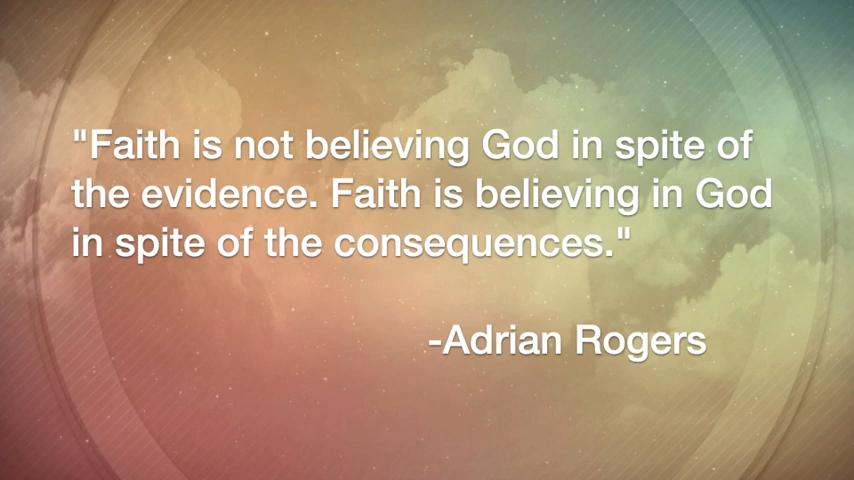 "Faith is not believing God in spite of
the evidence. Faith is believing in God
in spite of the consequences."
-Adrian Rogers